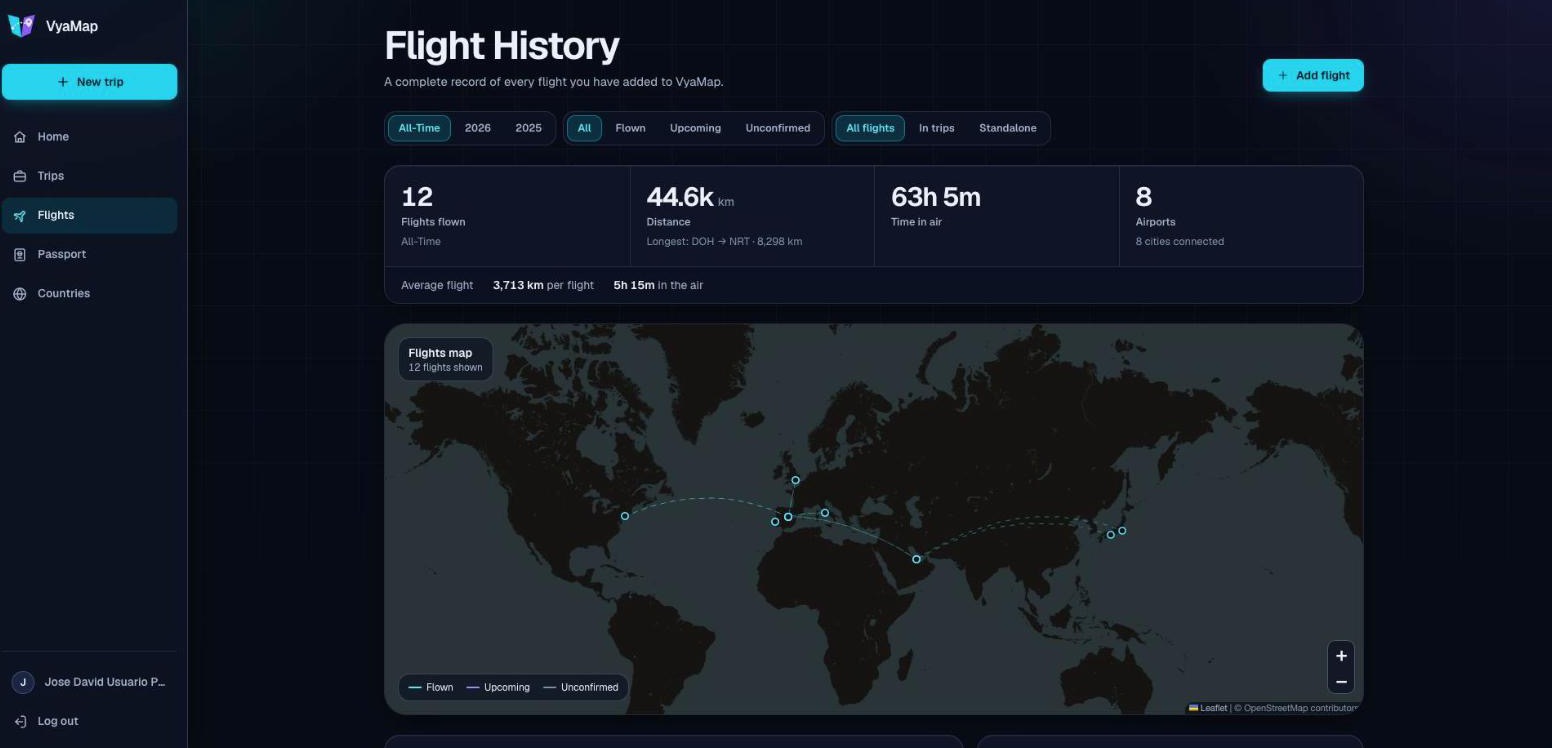 VyaMap
New trip
Home
Trips
Flights
Passport
Countries
J
Jose David Usuario P...
Log out
Flight History
A complete record of every flight you have added to VyaMap.
Add flight
All-Time 2026 2025
All Flown Upcoming Unconfirmed
All flights In trips Standalone
12
Flights flown
All-Time
44.6k km
Distance
Longest: DOH → NRT · 8,298 km
63h 5m
Time in air
8
Airports
8 cities connected
Average flight 3,713 km per flight 5h 15m in the air
Flights map
12 flights shown
Flown Upcoming Unconfirmed
+
−
Leaflet | © OpenStreetMap contributors